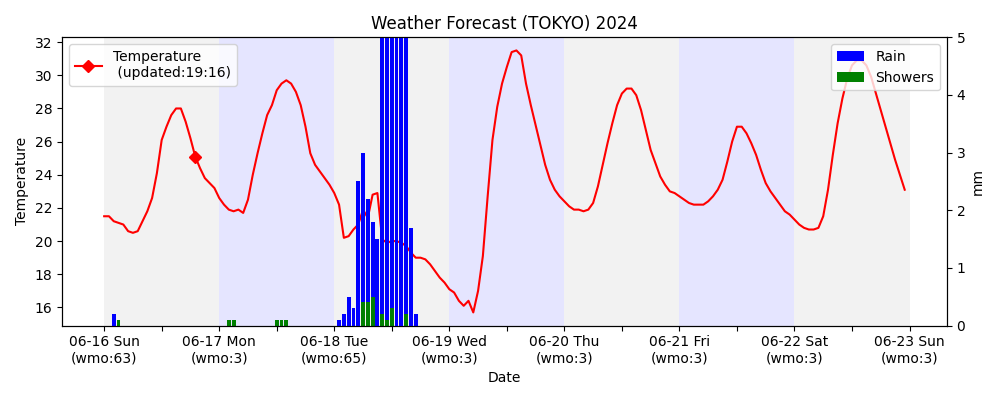 Weather Forecast (TOKYO) 2024
Temperature
(updated:19:16)
Rain
Showers
Temperature
32
30
28
26
24
22
20
18
16
5
4
3
2
1
0
mm
06-16 Sun
(wmo:63)
06-17 Mon
(wmo:3)
06-18 Tue
(wmo:65)
06-19 Wed
(wmo:3)
06-20 Thu
(wmo:3)
06-21 Fri
(wmo:3)
06-22 Sat
(wmo:3)
06-23 Sun
(wmo:3)
Date